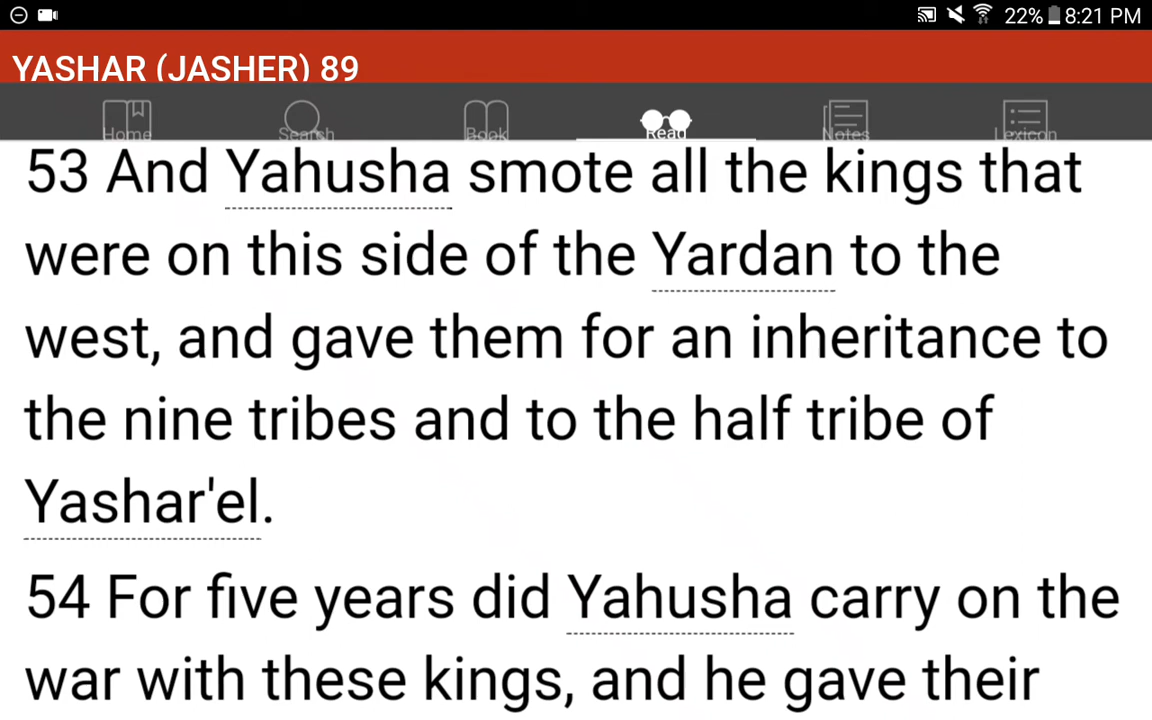 22% 8:21 PM
YASHAR (JASHER) 89
Home Search Book Read Notes Lexicon
53 And Yahusha smote all the kings that
were on this side of the Yardan to the
west, and gave them for an inheritance to
the nine tribes and to the half tribe of
Yashar'el.
54 For five years did Yahusha carry on the
war with these kings, and he gave their